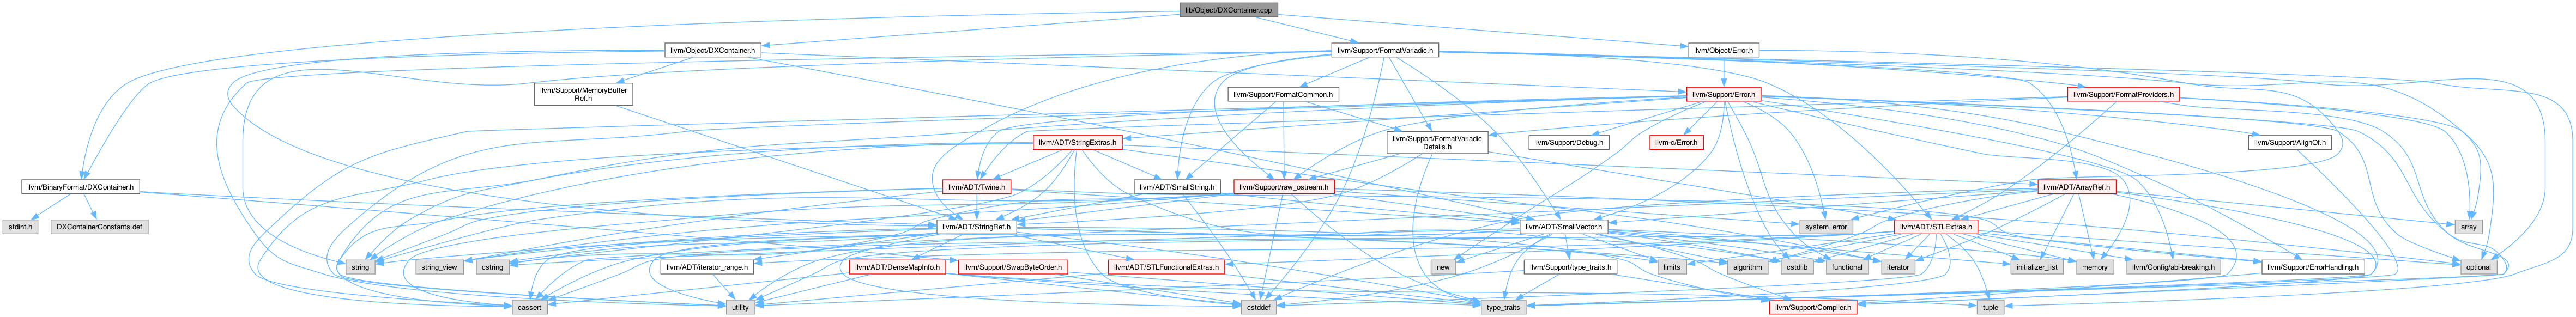 lib/Object/DXContainer.cpp
llvm/Object/DXContainer.h
llvm/Support/FormatVariadic.h
llvm/Object/Error.h
llvm/Support/MemoryBuffer
Ref.h
llvm/Support/FormatCommon.h
llvm/Support/Error.h
llvm/Support/FormatProviders.h
llvm/ADT/StringExtras.h
llvm/Support/FormatVariadic
Details.h
llvm/Support/Debug.h
llvm-c/Error.h
llvm/Support/AlignOf.h
llvm/BinaryFormat/DXContainer.h
llvm/ADT/Twine.h
llvm/ADT/SmallString.h
llvm/Support/raw_ostream.h
llvm/ADT/ArrayRef.h
stdint.h
DXContainerConstants.def
llvm/ADT/StringRef.h
llvm/ADT/SmallVector.h
system_error
llvm/ADT/STLExtras.h
array
string
string_view
cstring
llvm/ADT/iterator_range.h
llvm/ADT/DenseMapInfo.h
llvm/Support/SwapByteOrder.h
llvm/ADT/STLFunctionalExtras.h
new
llvm/Support/type_traits.h
limits
algorithm
cstdlib
functional
iterator
initializer_list
memory
llvm/Config/abi-breaking.h
llvm/Support/ErrorHandling.h
optional
cassert
utility
cstddef
type_traits
llvm/Support/Compiler.h
tuple